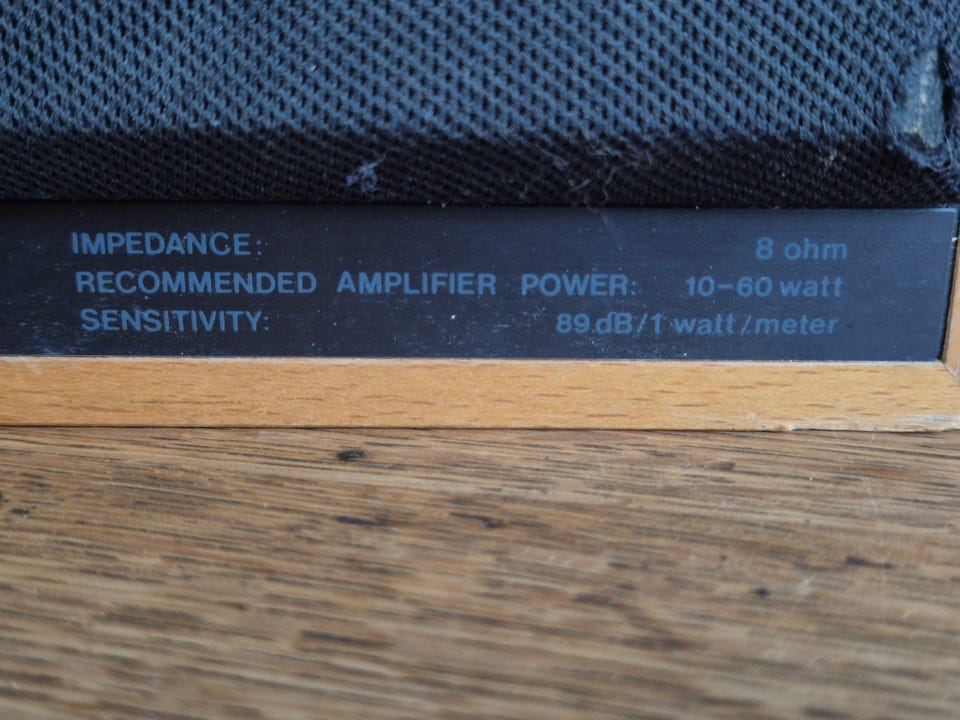 IMPEDANCE: 8 ohm
RECOMMENDED AMPLIFIER POWER: 10-60 watt
SENSITIVITY: 89 dB/1 watt/meter